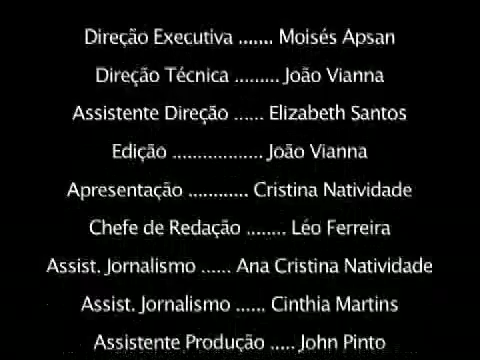 Direção Executiva ....... Moisés Apsan
Direção Técnica ......... João Vianna
Assistente Direção ...... Elizabeth Santos
Edição .................. João Vianna
Apresentação ............ Cristina Natividade
Chefe de Redação ........ Léo Ferreira
Assist. Jornalismo ...... Ana Cristina Natividade
Assist. Jornalismo ...... Cinthia Martins
Assistente Produção ..... John Pinto